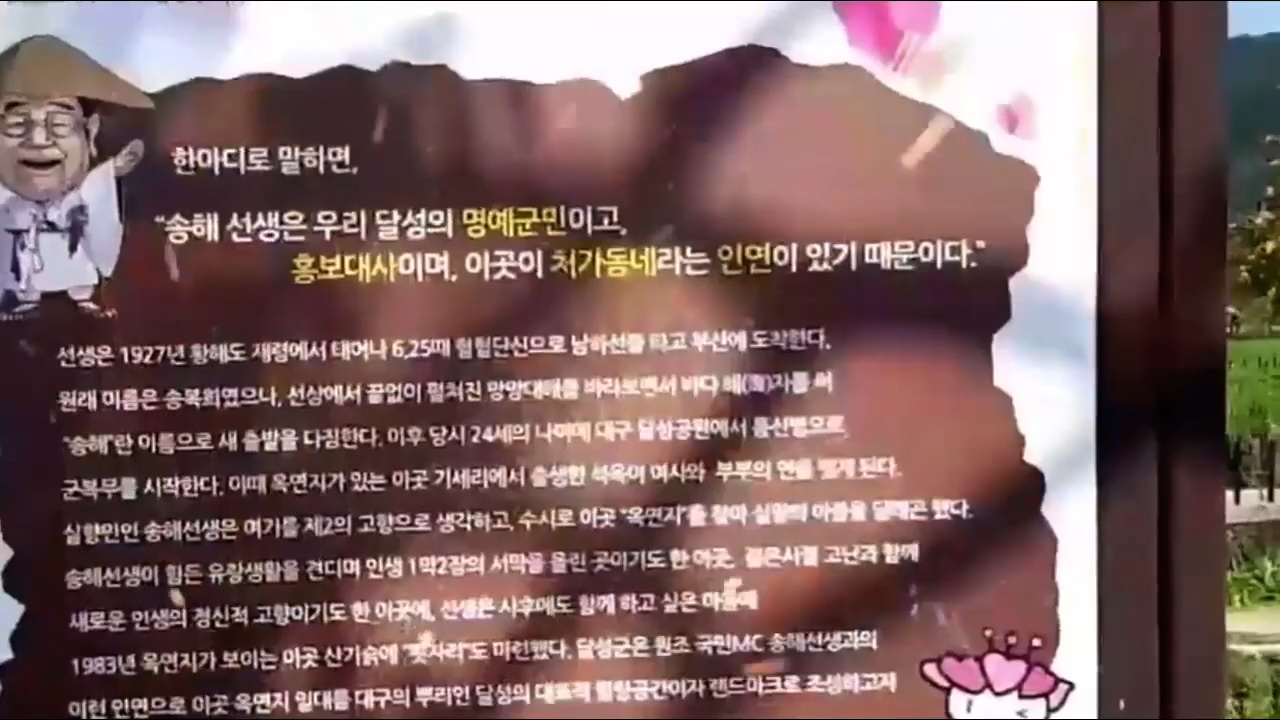 한마디로 말하면,
“송해 선생은 우리 달성의 명예군민이고,
홍보대사이며, 이곳이 처가동네라는 인연이 있기 때문이다.”
선생은 1927년 황해도 재령에서 태어나 6.25때 혈혈단신으로 남하선를 타고 부산에 도착한다.
원래 이름은 송복희였으나, 선상에서 끝없이 펼쳐진 망망대해를 바라보면서 바다 해(海)자를 써
“송해”란 이름으로 새 출발을 다짐한다. 이후 당시 24세의 나이에 대구 달성공원에서 통신병으로
군복무를 시작한다. 이때 옥연지가 있는 이곳 기세리에서 출생한 석옥이 여사와 부부의 연을 맺게 된다.
실향민인 송해선생은 여기를 제2의 고향으로 생각하고, 수시로 이곳 “옥연지”를 찾아 실향의 아픔을 달래곤 했다.
송해선생이 힘든 유랑생활을 견디며 인생 1막2장의 서막을 올린 곳이기도 한 이곳. 젊은시절 고난과 함께
새로운 인생의 정신적 고향이기도 한 이곳에, 선생은 사후에도 함께 하고 싶은 마음에
1983년 옥연지가 보이는 이곳 산기슭에 “묫자리”도 마련했다. 달성군은 원조 국민MC 송해선생과의
이런 인연으로 이곳 옥연지 일대를 대구의 뿌리인 달성의 대표적 힐링공간이자 랜드마크로 조성하고자